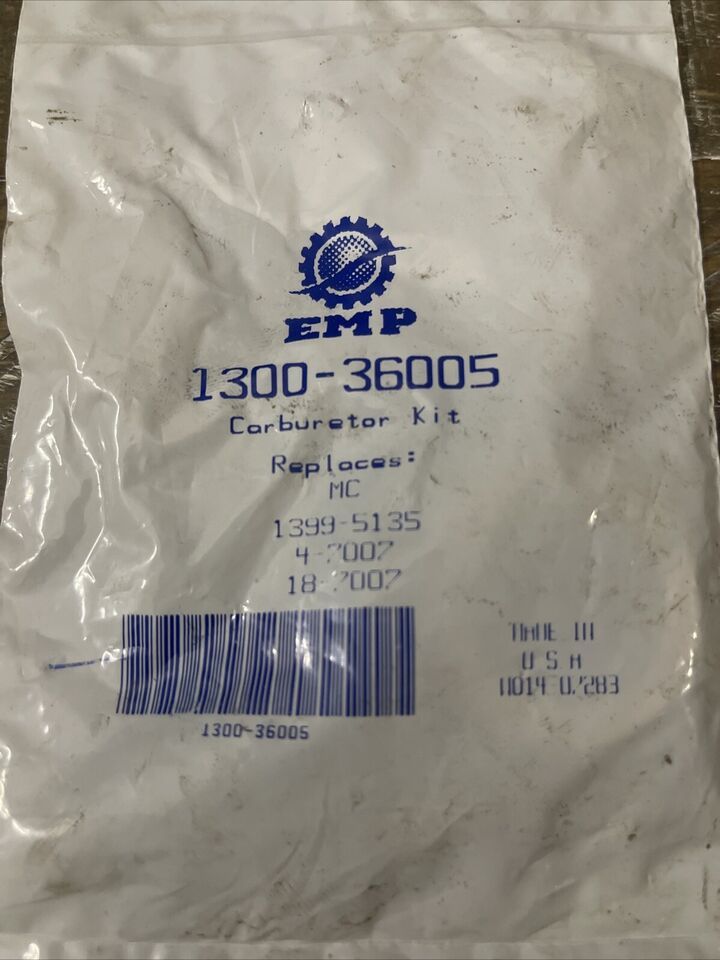 EMP
1300-36005
Carburetor Kit
Replaces:
MC
1399-5135
4-7007
18-7007
MADE IN
U S A
1300-36005